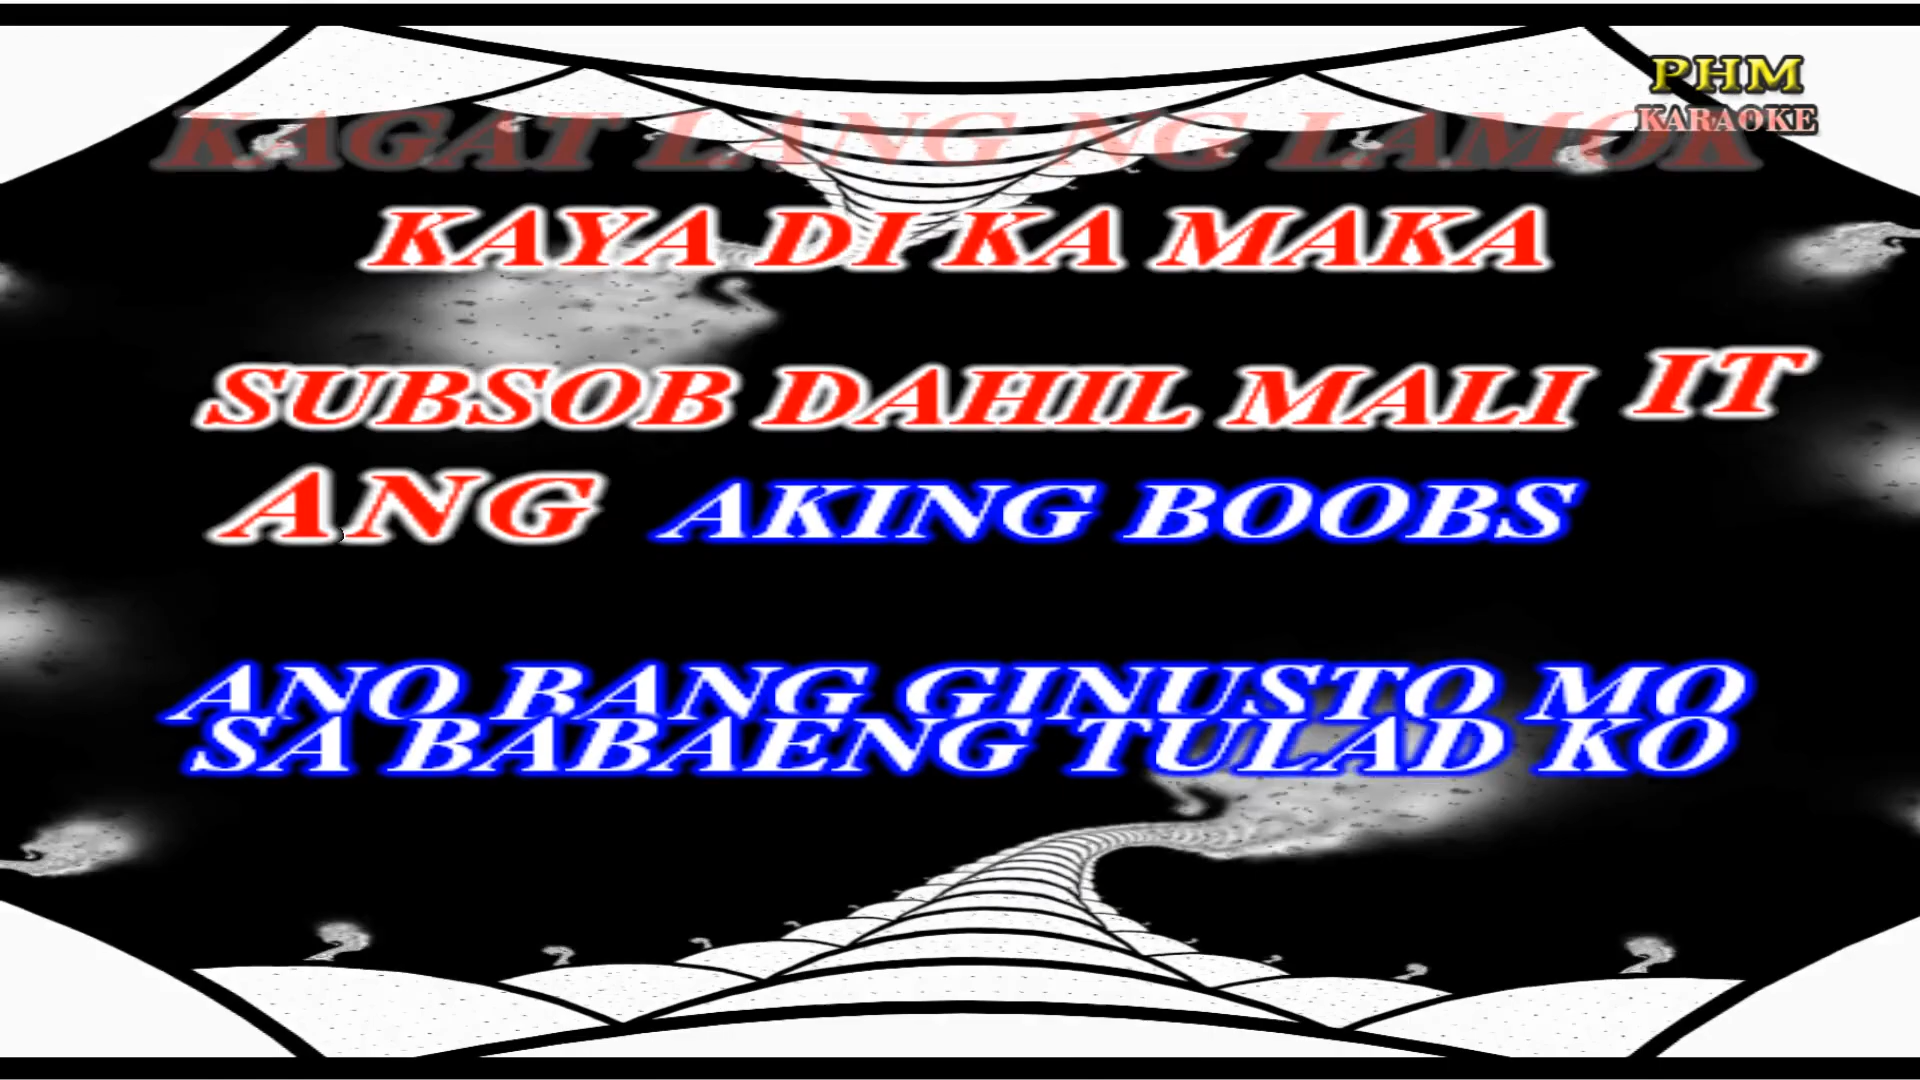 PHM
KARAOKE
KAGAT LANG NG LAMOK
KAYA DI KA MAKA
SUBSOB DAHIL MALI IT
ANG AKING BOOBS
ANO BANG GINUSTO MO
SA BABAENG TULAD KO